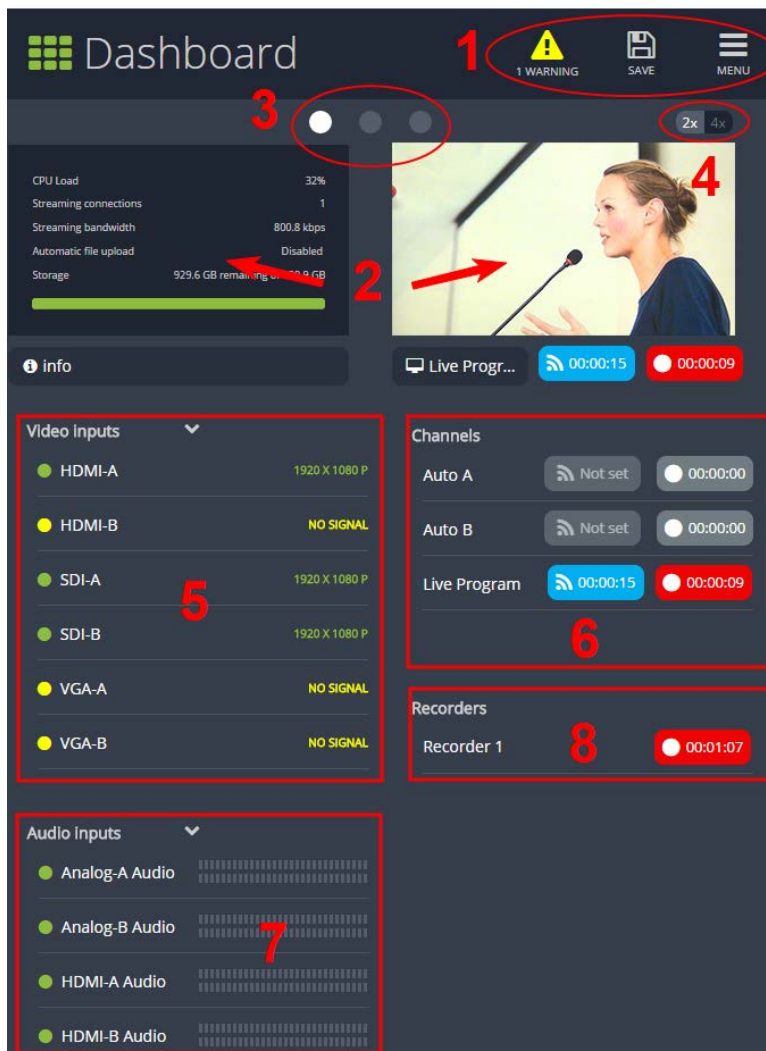 Dashboard
1
1 WARNING
SAVE
MENU
3
2x 4x
4
CPU Load 32%
Streaming connections 1
Streaming bandwidth 800.8 kbps
Automatic file upload Disabled
Storage 929.6 GB remaining
2
info
Live Progr... 00:00:15 00:00:09
Video inputs
HDMI-A 1920 X 1080 P
HDMI-B NO SIGNAL
SDI-A 1920 X 1080 P
5
SDI-B 1920 X 1080 P
VGA-A NO SIGNAL
VGA-B NO SIGNAL
Channels
Auto A Not set 00:00:00
Auto B Not set 00:00:00
Live Program 00:00:15 00:00:09
6
Recorders
Recorder 1 8 00:01:07
Audio inputs
Analog-A Audio
Analog-B Audio
7
HDMI-A Audio
HDMI-B Audio